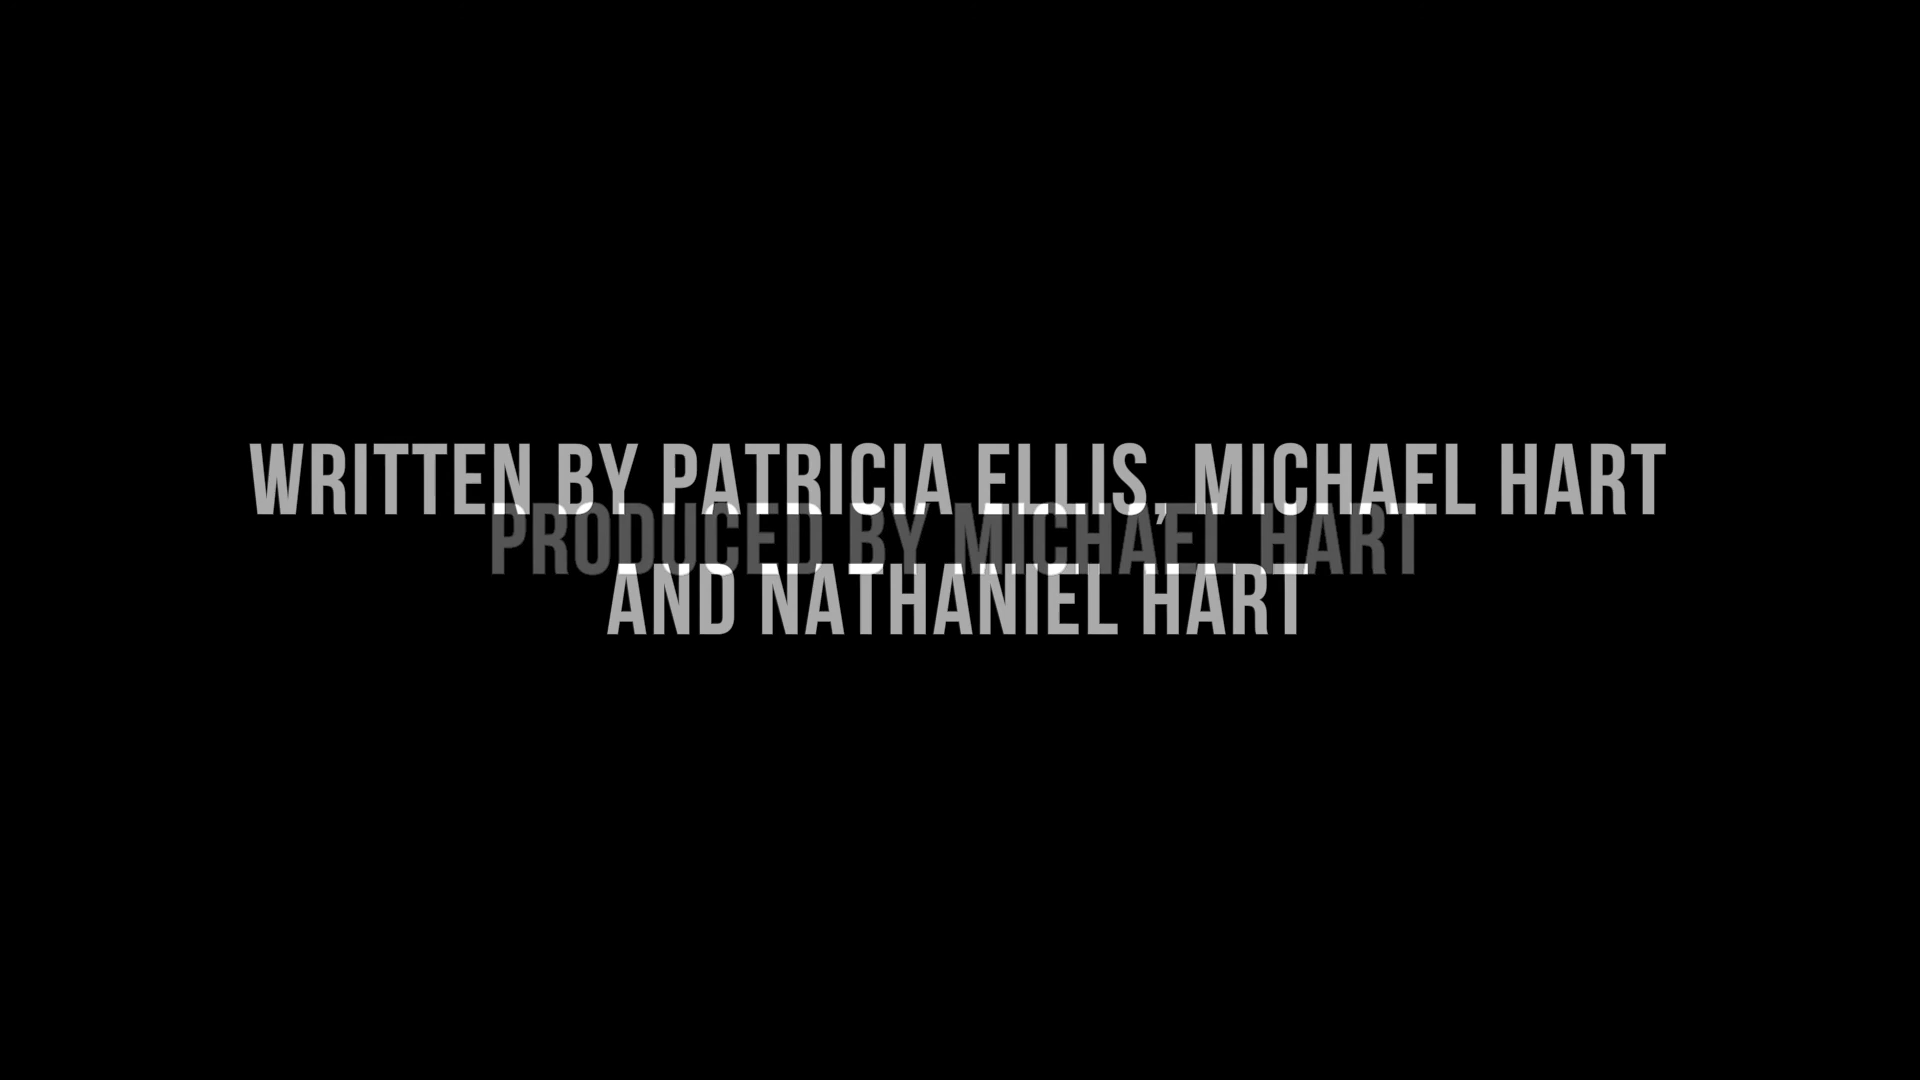 WRITTEN BY PATRICIA ELLIS, MICHAEL HART
PRODUCED BY MICHAEL HART
AND NATHANIEL HART